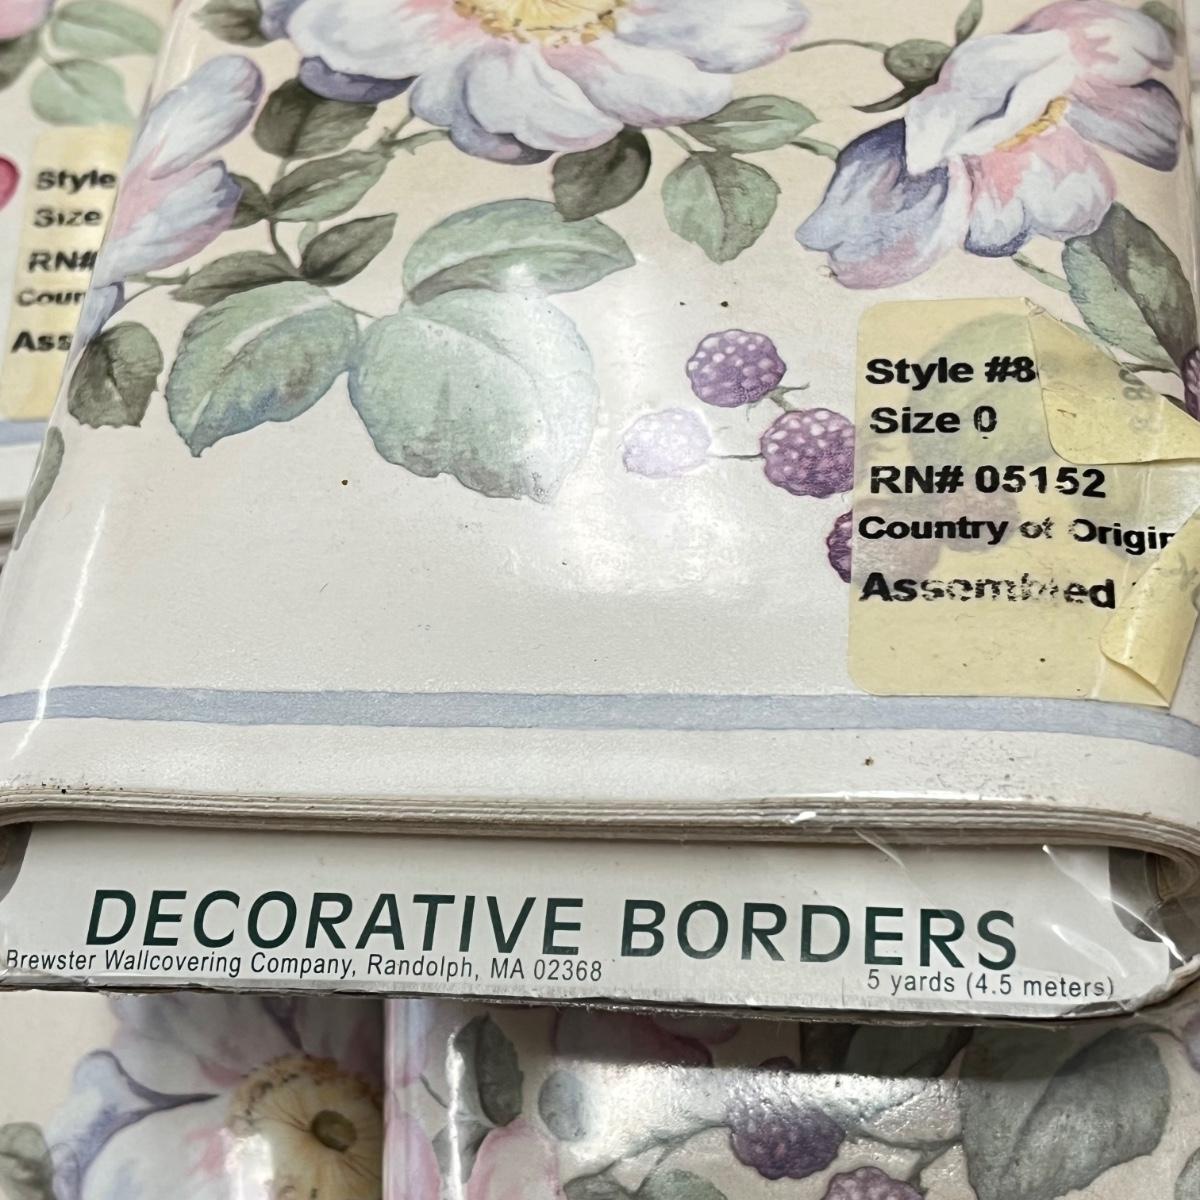 Style
Size
RN#
Coun
Ass
Style #8
Size 0
RN# 05152
Country of Origin
Assembled
DECORATIVE BORDERS
Brewster Wallcovering Company, Randolph, MA 02368
5 yards (4.5 meters)